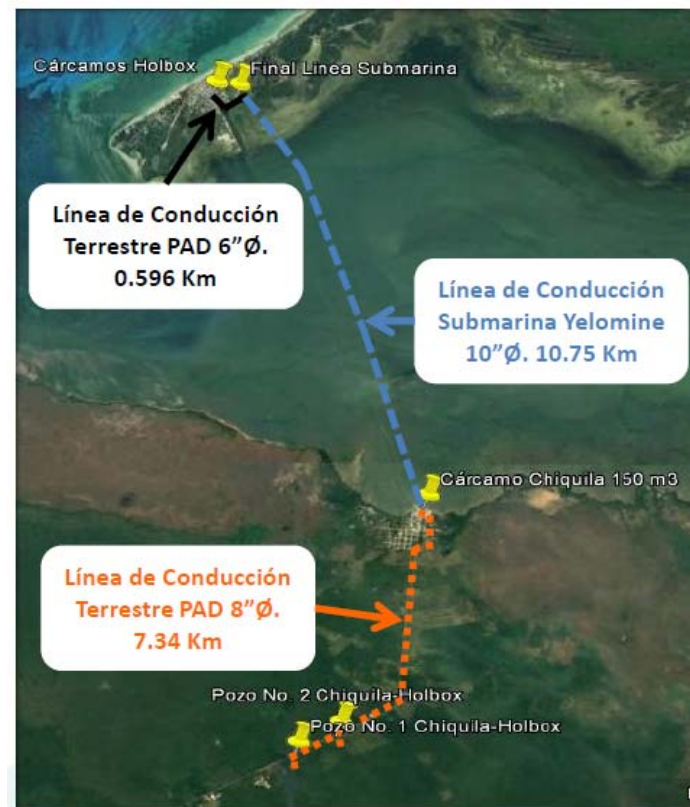 Cárcamos Holbox
Final Linea Submarina
Línea de Conducción
Terrestre PAD 6”Ø.
0.596 Km
Línea de Conducción
Submarina Yelomine
10”Ø. 10.75 Km
Cárcamo Chiquila 150 m3
Línea de Conducción
Terrestre PAD 8”Ø.
7.34 Km
Pozo No. 2 Chiquila-Holbox
Pozo No. 1 Chiquila-Holbox